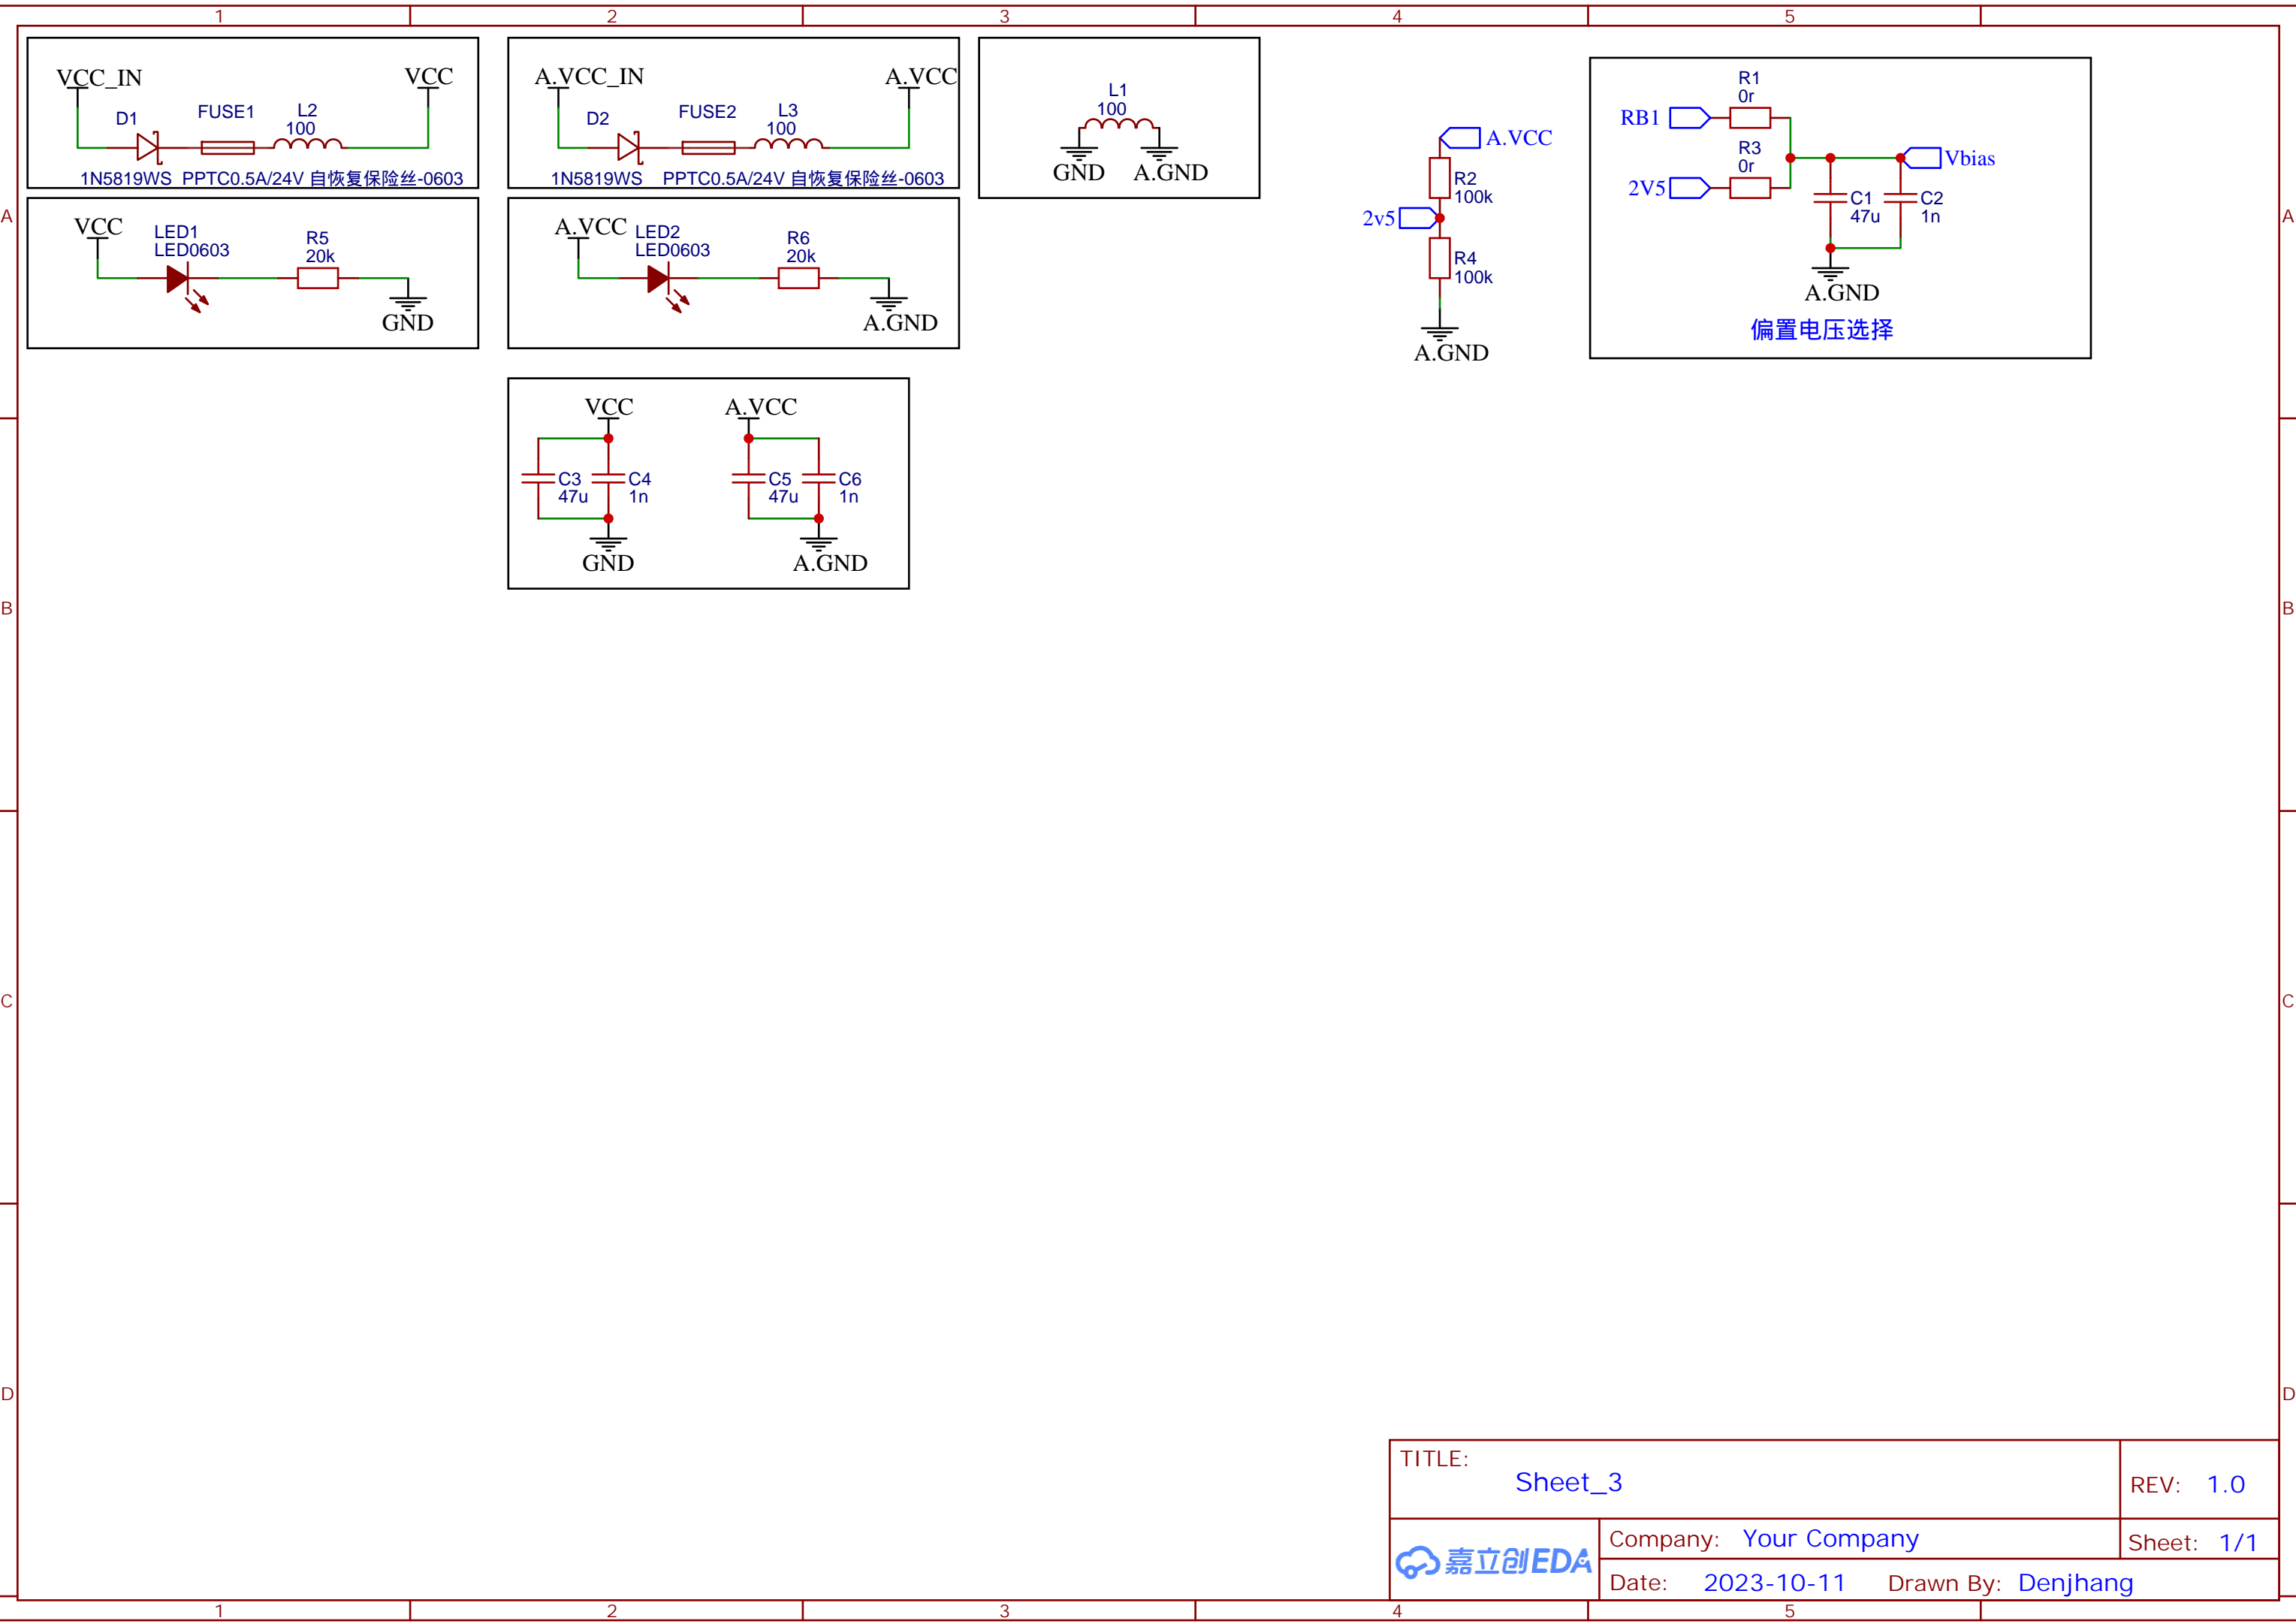 1 2 3 4 5
VCC_IN VCC
D1 FUSE1 L2
100
1N5819WS PPTC0.5A/24V 自恢复保险丝-0603
A.VCC_IN A.VCC
D2 FUSE2 L3
100
1N5819WS PPTC0.5A/24V 自恢复保险丝-0603
L1
100
GND A.GND
A.VCC
R2
100k
2v5
R4
100k
A.GND
R1
0r
RB1
R3
0r
2V5
Vbias
C1
47u
C2
1n
A.GND
偏置电压选择
A A
VCC
LED1
LED0603
R5
20k
GND
A.VCC
LED2
LED0603
R6
20k
A.GND
VCC
C3
47u
C4
1n
GND
A.VCC
C5
47u
C6
1n
A.GND
B B
C C
D D
TITLE:
Sheet_3
REV: 1.0
嘉立创EDA
Company: Your Company
Sheet: 1/1
Date: 2023-10-11 Drawn By: Denjhang
1 2 3 4 5